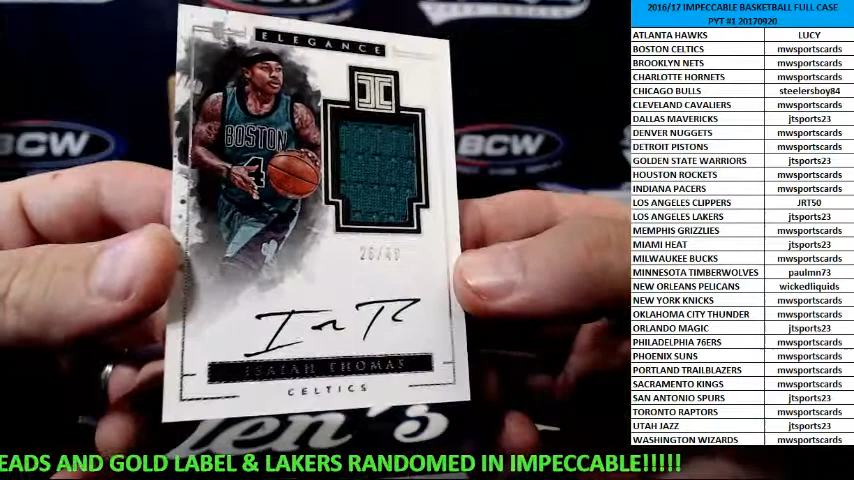 2016/17 IMPECCABLE BASKETBALL FULL CASE
PYT #1 20170920
ATLANTA HAWKS LUCY
BOSTON CELTICS mwsportscards
BROOKLYN NETS mwsportscards
CHARLOTTE HORNETS mwsportscards
CHICAGO BULLS steelersboy84
CLEVELAND CAVALIERS mwsportscards
DALLAS MAVERICKS jtsports23
DENVER NUGGETS mwsportscards
DETROIT PISTONS mwsportscards
GOLDEN STATE WARRIORS jtsports23
HOUSTON ROCKETS mwsportscards
INDIANA PACERS mwsportscards
LOS ANGELES CLIPPERS JRT50
LOS ANGELES LAKERS jtsports23
MEMPHIS GRIZZLIES mwsportscards
MIAMI HEAT jtsports23
MILWAUKEE BUCKS mwsportscards
MINNESOTA TIMBERWOLVES paulmn73
NEW ORLEANS PELICANS wickedliquids
NEW YORK KNICKS mwsportscards
OKLAHOMA CITY THUNDER mwsportscards
ORLANDO MAGIC jtsports23
PHILADELPHIA 76ERS mwsportscards
PHOENIX SUNS mwsportscards
PORTLAND TRAILBLAZERS mwsportscards
SACRAMENTO KINGS mwsportscards
SAN ANTONIO SPURS jtsports23
TORONTO RAPTORS mwsportscards
UTAH JAZZ jtsports23
WASHINGTON WIZARDS mwsportscards
ELEGANCE
BOSTON
4
ISAIAH THOMAS
CELTICS
BCW
BCW
EADS AND GOLD LABEL & LAKERS RANDOMED IN IMPECCABLE!!!!!